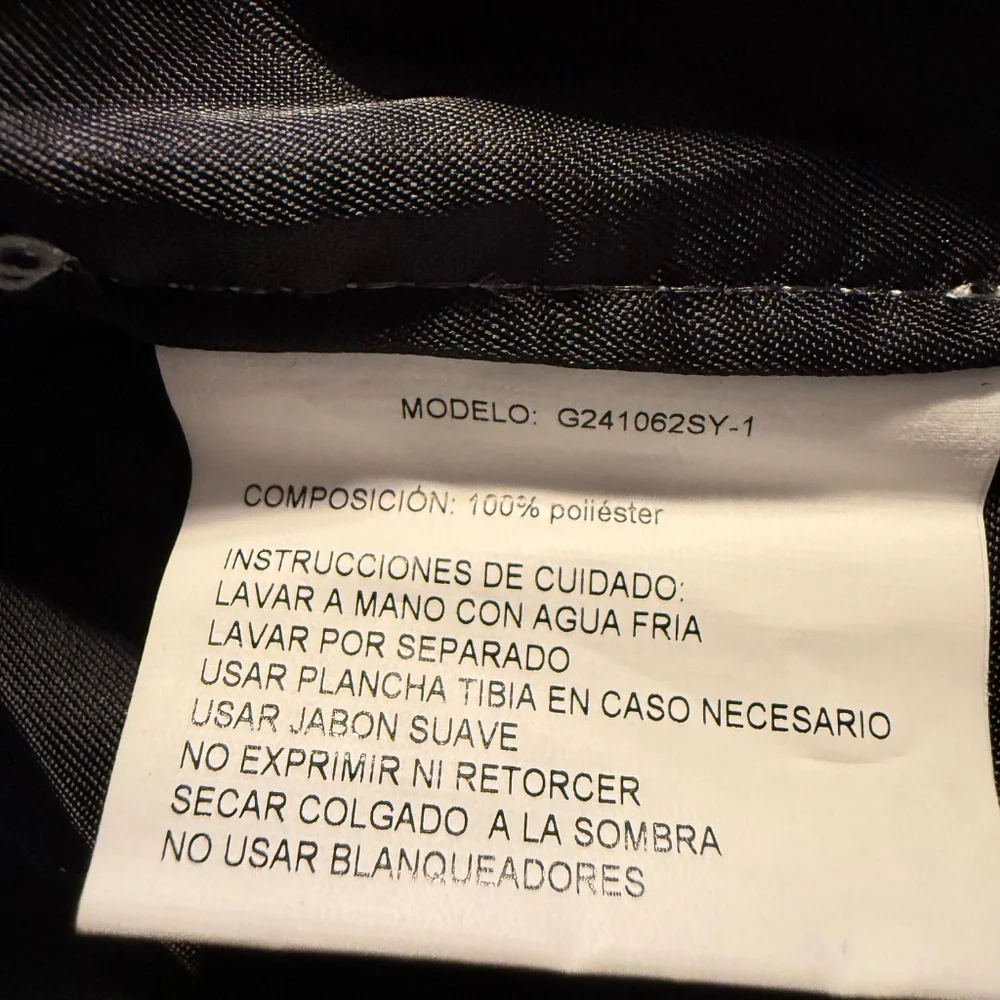 MODELO: G241062SY-1
COMPOSICIÓN: 100% poliéster
INSTRUCCIONES DE CUIDADO:
LAVAR A MANO CON AGUA FRIA
LAVAR POR SEPARADO
USAR PLANCHA TIBIA EN CASO NECESARIO
USAR JABON SUAVE
NO EXPRIMIR NI RETORCER
SECAR COLGADO A LA SOMBRA
NO USAR BLANQUEADORES